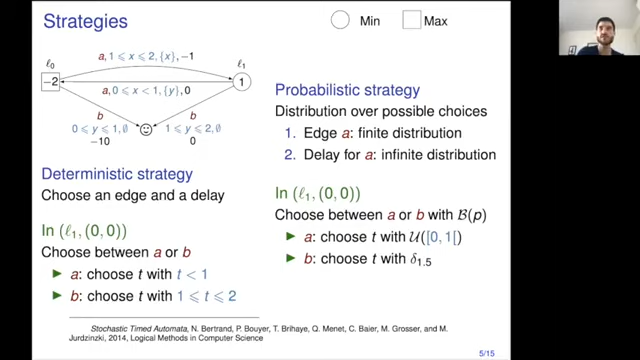 Strategies
Min
Max
ℓ0
ℓ1
a, 1 ⩽ x ⩽ 2, {x}, −1
−2
1
a, 0 ⩽ x < 1, {y}, 0
b
b
0 ⩽ y ⩽ 1, ∅
1 ⩽ y ⩽ 2, ∅
−10
0
Deterministic strategy
Choose an edge and a delay
In (ℓ1, (0, 0))
Choose between a or b
a: choose t with t < 1
b: choose t with 1 ⩽ t ⩽ 2
Probabilistic strategy
Distribution over possible choices
1. Edge a: finite distribution
2. Delay for a: infinite distribution
In (ℓ1, (0, 0))
Choose between a or b with B(p)
a: choose t with U([0, 1[)
b: choose t with δ1.5
Stochastic Timed Automata, N. Bertrand, P. Bouyer, T. Brihaye, Q. Menet, C. Baier, M. Grosser, and M.
Jurdzinzki, 2014, Logical Methods in Computer Science
5/15